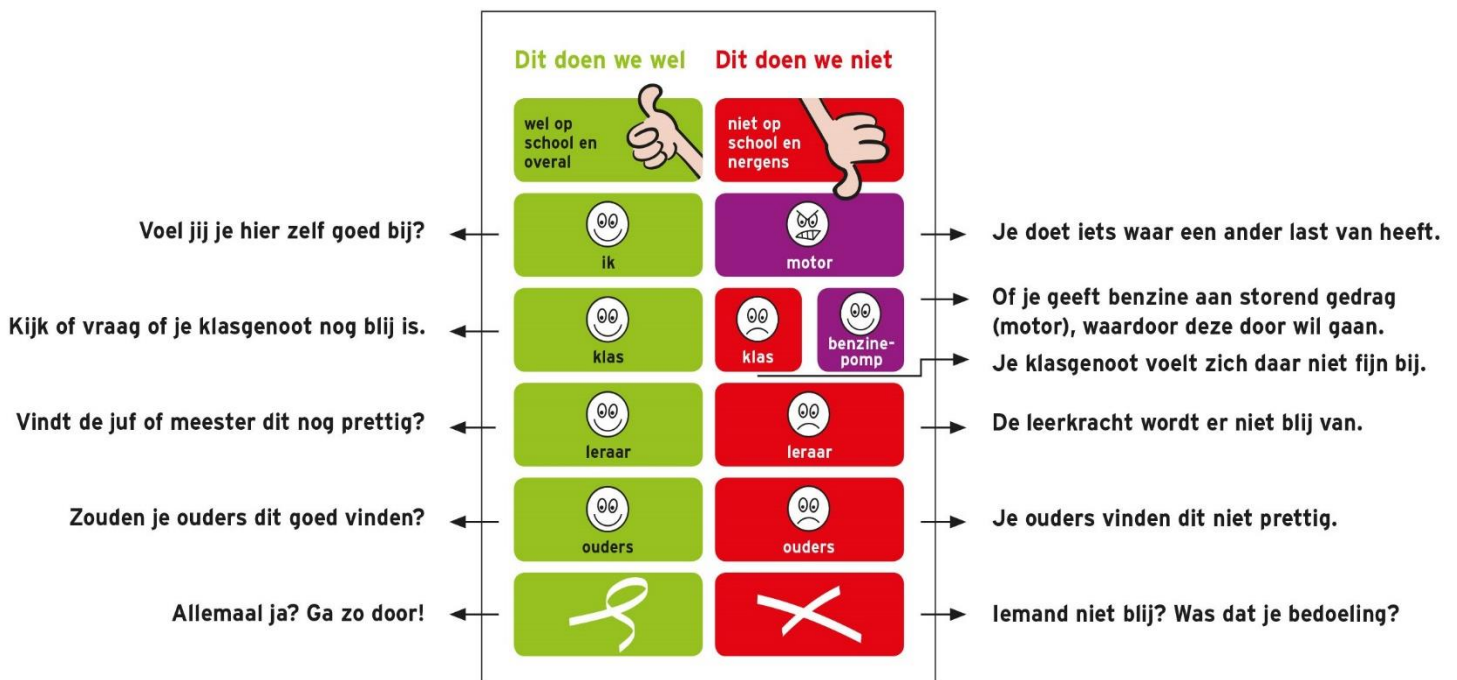 Dit doen we wel
Dit doen we niet
wel op
school en
overal
niet op
school en
nergens
Voel jij je hier zelf goed bij?
ik
motor
Je doet iets waar een ander last van heeft.
Kijk of vraag of je klasgenoot nog blij is.
klas
klas
benzine-
pomp
Of je geeft benzine aan storend gedrag
(motor), waardoor deze door wil gaan.
Je klasgenoot voelt zich daar niet fijn bij.
Vindt de juf of meester dit nog prettig?
leraar
leraar
De leerkracht wordt er niet blij van.
Zouden je ouders dit goed vinden?
ouders
ouders
Je ouders vinden dit niet prettig.
Allemaal ja? Ga zo door!
Iemand niet blij? Was dat je bedoeling?